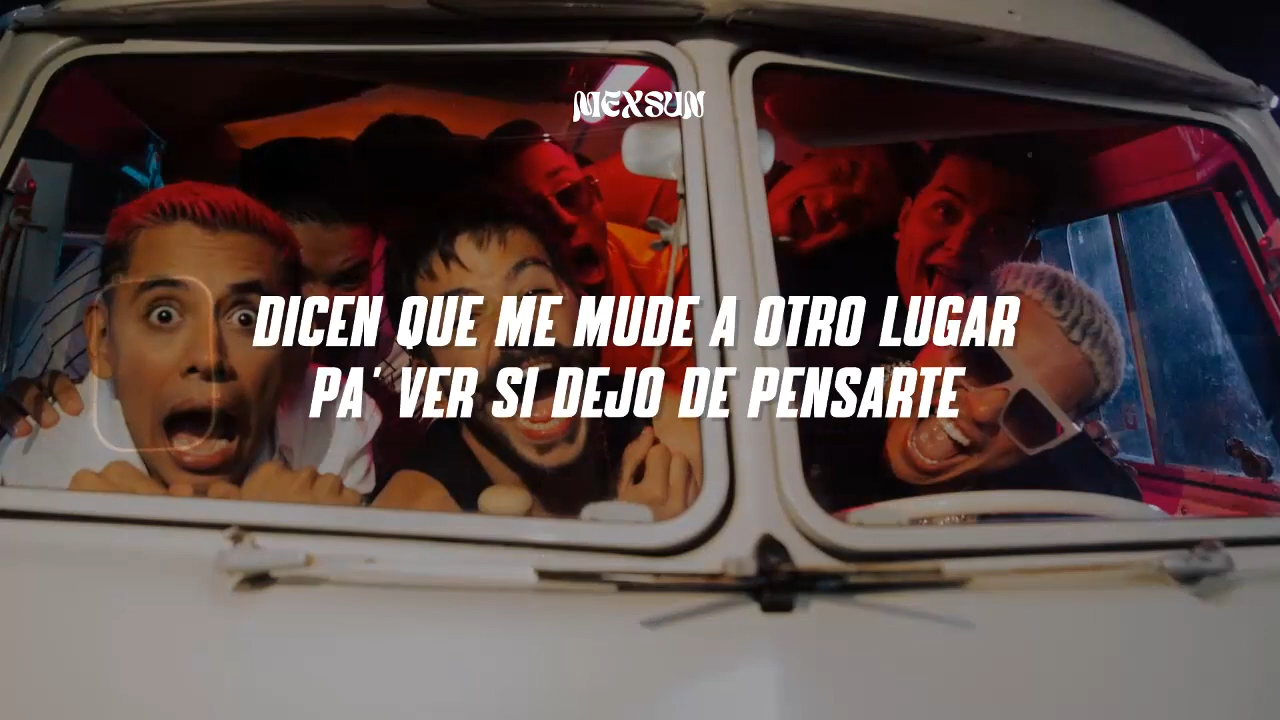 MEXSUN
DICEN QUE ME MUDE A OTRO LUGAR
PA' VER SI DEJO DE PENSARTE